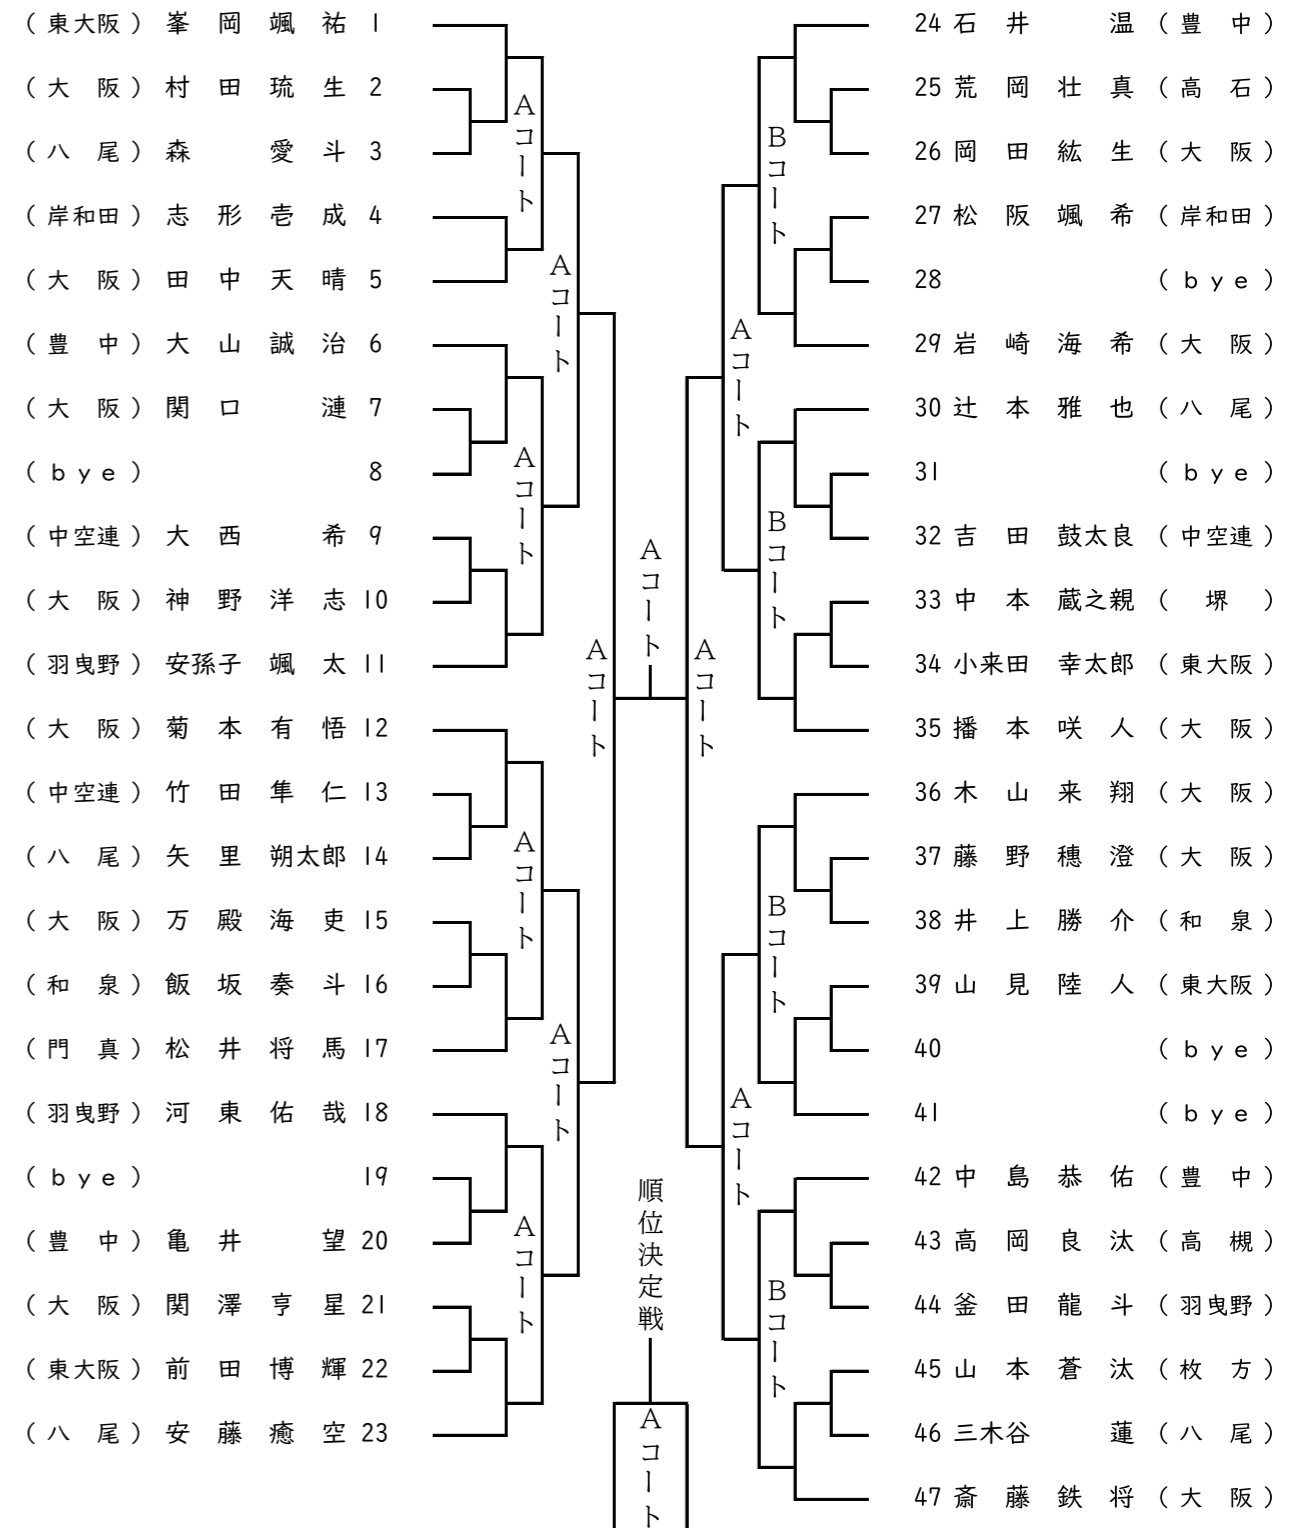 (東大阪) 峯岡颯祐 1
(大阪) 村田琉生 2
(八尾) 森愛斗 3
(岸和田) 志形壱成 4
(大阪) 田中天晴 5
(豊中) 大山誠治 6
(大阪) 関口漣 7
(bye) 8
(中空連) 大西希 9
(大阪) 神野洋志 10
(羽曳野) 安孫子颯太 11
(大阪) 菊本有悟 12
(中空連) 竹田隼仁 13
(八尾) 矢里朔太郎 14
(大阪) 万殿海吏 15
(和泉) 飯坂奏斗 16
(門真) 松井将馬 17
(羽曳野) 河東佑哉 18
(bye) 19
(豊中) 亀井望 20
(大阪) 関澤亨星 21
(東大阪) 前田博輝 22
(八尾) 安藤癒空 23
Aコート
Aコート
Aコート
Aコート
Aコート
Aコート
Aコート
Aコート
順位決定戦
Aコート
Aコート
Aコート
Aコート
Bコート
Bコート
Bコート
Bコート
24 石井温 (豊中)
25 荒岡壮真 (高石)
26 岡田紘生 (大阪)
27 松阪颯希 (岸和田)
28 (bye)
29 岩崎海希 (大阪)
30 辻本雅也 (八尾)
31 (bye)
32 吉田鼓太良 (中空連)
33 中本蔵之親 (堺)
34 小来田幸太郎 (東大阪)
35 播本咲人 (大阪)
36 木山来翔 (大阪)
37 藤野穂澄 (大阪)
38 井上勝介 (和泉)
39 山見陸人 (東大阪)
40 (bye)
41 (bye)
42 中島恭佑 (豊中)
43 高岡良汰 (高槻)
44 釜田龍斗 (羽曳野)
45 山本蒼汰 (枚方)
46 三木谷蓮 (八尾)
47 斎藤鉄将 (大阪)